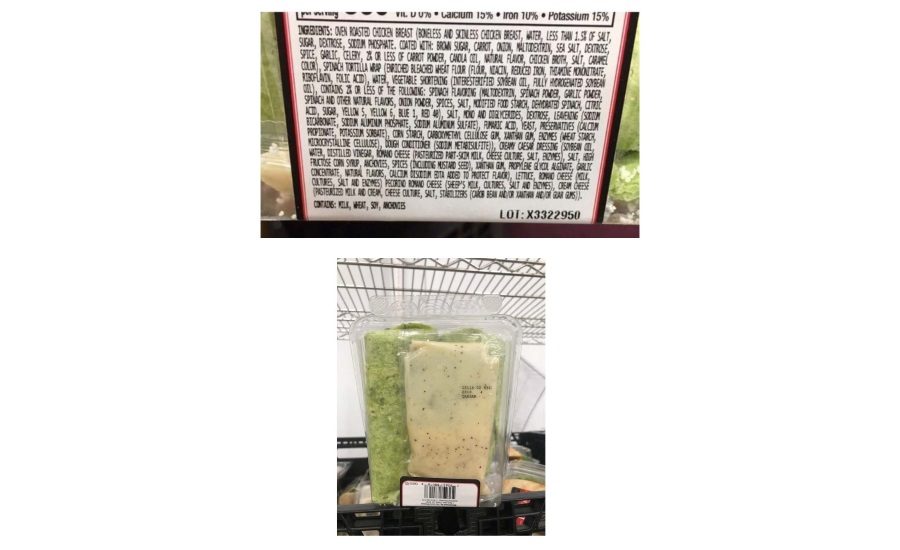 per serving VIT. D 0% • Calcium 15% • Iron 10% • Potassium 15%
INGREDIENTS: OVEN ROASTED CHICKEN BREAST (BONELESS AND SKINLESS CHICKEN BREAST, WATER, LESS THAN 1.5% OF SALT,
SUGAR, DEXTROSE, SODIUM PHOSPHATE. COATED WITH: BROWN SUGAR, CARROT, ONION, MALTODEXTRIN, SEA SALT, DEXTROSE,
SPICE, GARLIC, CELERY, 2% OR LESS OF CARROT POWDER, CANOLA OIL, NATURAL FLAVOR, CHICKEN BROTH, SALT, CARAMEL
COLOR), SPINACH TORTILLA WRAP (ENRICHED BLEACHED WHEAT FLOUR (FLOUR, NIACIN, REDUCED IRON, THIAMINE MONONITRATE,
RIBOFLAVIN, FOLIC ACID), WATER, VEGETABLE SHORTENING (INTERESTERIFIED SOYBEAN OIL, FULLY HYDROGENATED SOYBEAN
OIL), CONTAINS 2% OR LESS OF THE FOLLOWING: SPINACH FLAVORING (MALTODEXTRIN, SPINACH POWDER, GARLIC POWDER,
SPINACH AND OTHER NATURAL FLAVORS, ONION POWDER, SPICES, SALT, MODIFIED FOOD STARCH, DEHYDRATED SPINACH, CITRIC
ACID, SUGAR, YELLOW 5, YELLOW 6, BLUE 1, RED 40), SALT, MONO AND DIGLYCERIDES, DEXTROSE, LEAVENING (SODIUM
BICARBONATE, SODIUM ALUMINUM PHOSPHATE, SODIUM ALUMINUM SULFATE), FUMARIC ACID, YEAST, PRESERVATIVES (CALCIUM
PROPIONATE, POTASSIUM SORBATE), CORN STARCH, CARBOXYMETHYL CELLULOSE GUM, XANTHAN GUM, ENZYMES (WHEAT STARCH,
MICROCRYSTALLINE CELLULOSE), DOUGH CONDITIONER (SODIUM METABISULFITE)), CREAMY CAESAR DRESSING (SOYBEAN OIL,
WATER, DISTILLED VINEGAR, ROMANO CHEESE (PASTEURIZED PART-SKIM MILK, CHEESE CULTURE, SALT, ENZYMES), SALT, HIGH
FRUCTOSE CORN SYRUP, ANCHOVIES, SPICES (INCLUDING MUSTARD SEED), XANTHAN GUM, PROPYLENE GLYCOL ALGINATE, GARLIC
CONCENTRATE, NATURAL FLAVORS, CALCIUM DISODIUM EDTA ADDED TO PROTECT FLAVOR), LETTUCE, ROMANO CHEESE (MILK,
CULTURES, SALT AND ENZYMES) PECORINO ROMANO CHEESE (SHEEP'S MILK, CULTURES, SALT AND ENZYMES), CREAM CHEESE
(PASTEURIZED MILK AND CREAM, CHEESE CULTURE, SALT, STABILIZERS (CAROB BEAN AND/OR XANTHAN AND/OR GUAR GUMS)).
CONTAINS: MILK, WHEAT, SOY, ANCHOVIES
LOT: X3322950